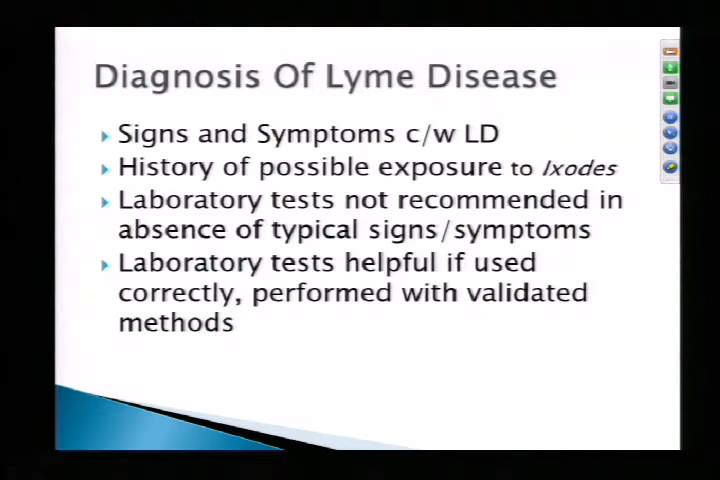 Diagnosis Of Lyme Disease
Signs and Symptoms c/w LD
History of possible exposure to Ixodes
Laboratory tests not recommended in
absence of typical signs/symptoms
Laboratory tests helpful if used
correctly, performed with validated
methods